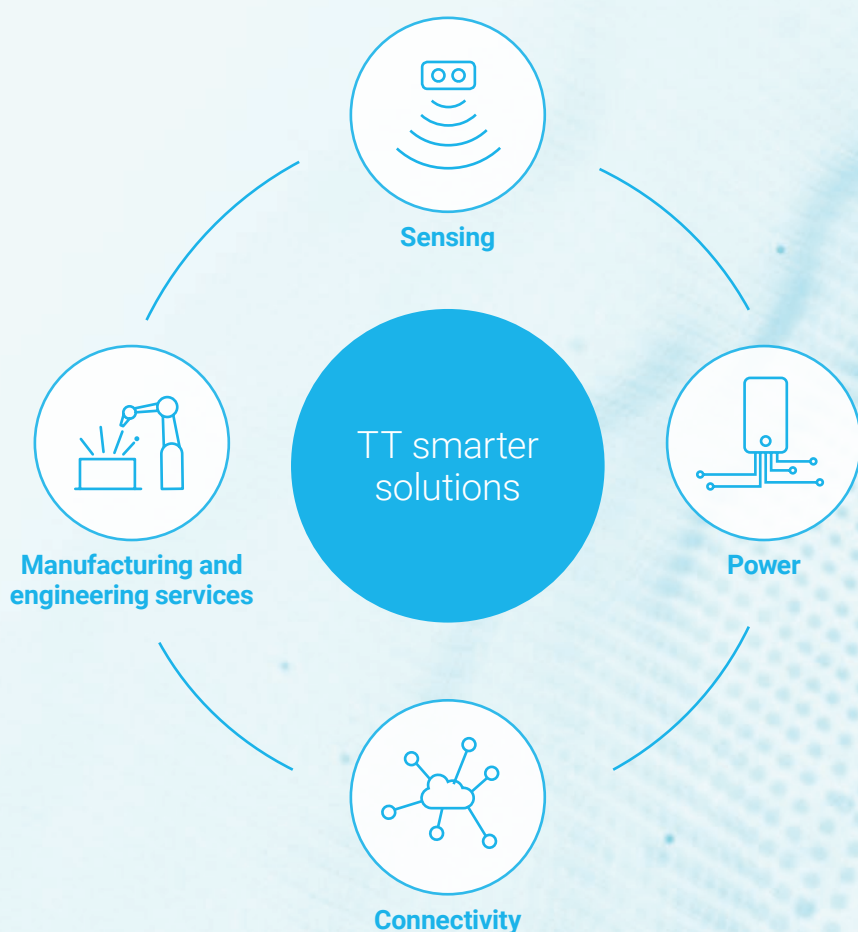 Sensing
TT smarter
solutions
Manufacturing and
engineering services
Power
Connectivity